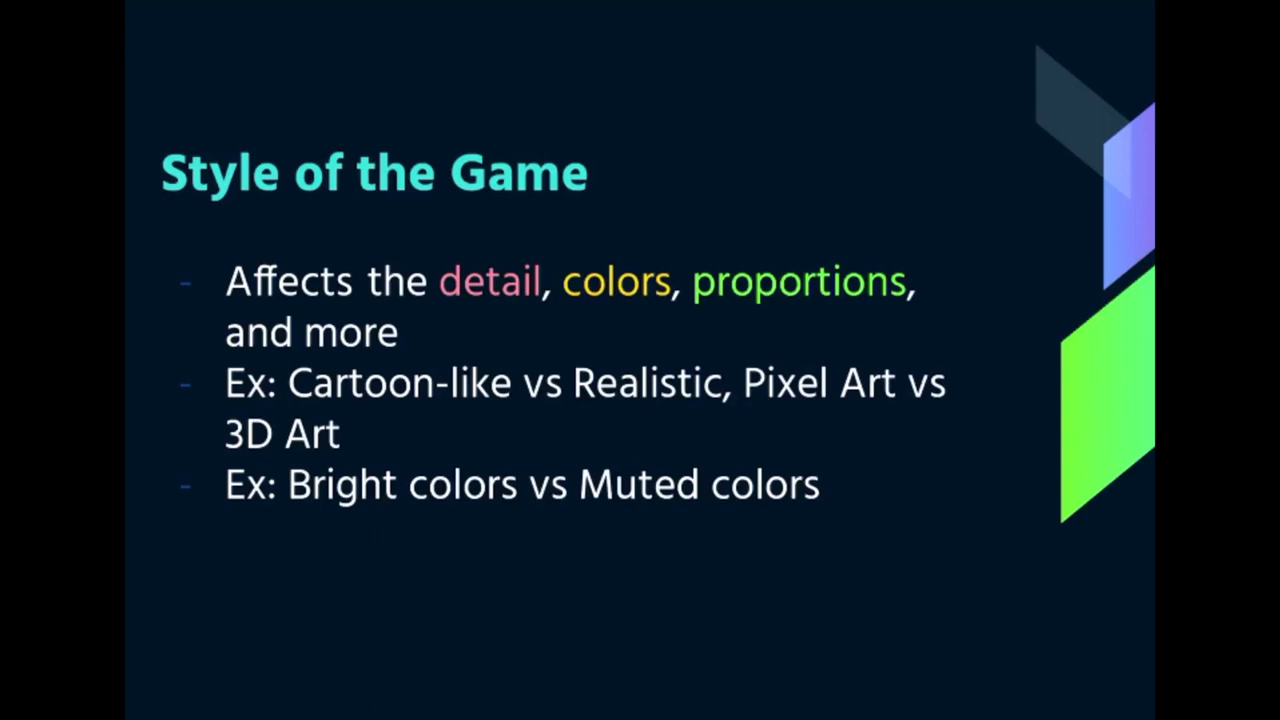 Style of the Game
- Affects the detail, colors, proportions,
and more
- Ex: Cartoon-like vs Realistic, Pixel Art vs
3D Art
- Ex: Bright colors vs Muted colors